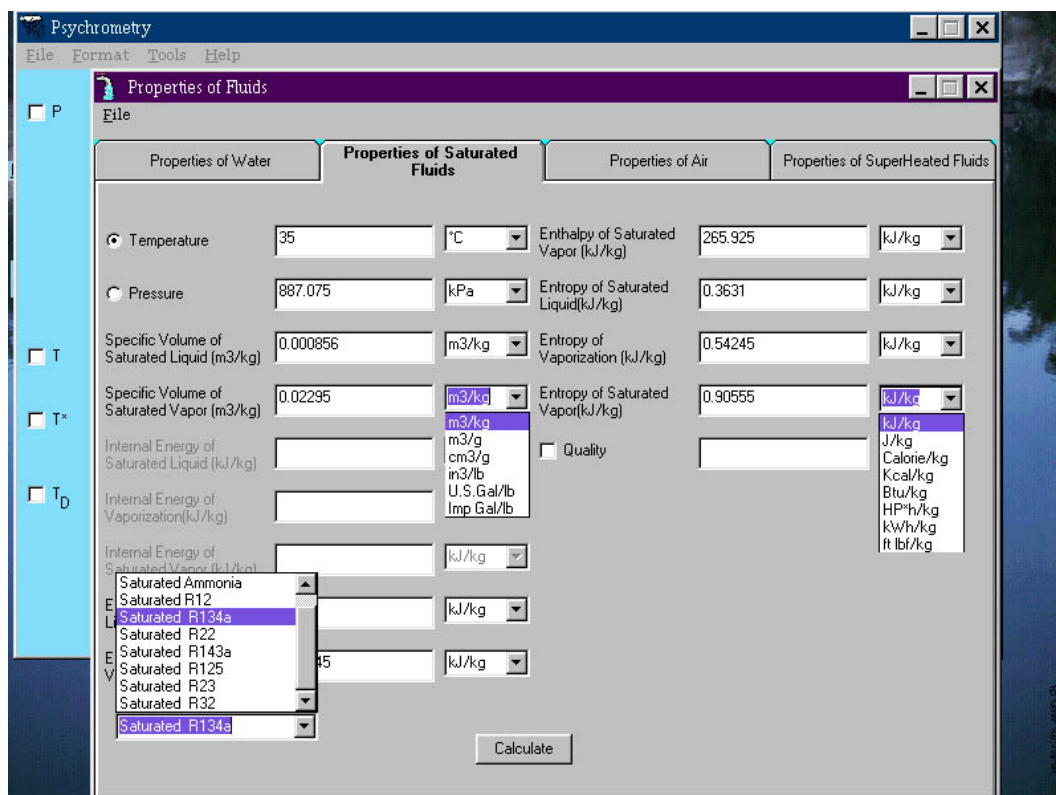 Psychrometry
File Format Tools Help
Properties of Fluids
File
P
T
T*
TD
Properties of Water
Properties of Saturated
Fluids
Properties of Air
Properties of SuperHeated Fluids
Temperature 35 °C
Pressure 887.075 kPa
Specific Volume of
Saturated Liquid (m3/kg) 0.000856 m3/kg
Specific Volume of
Saturated Vapor (m3/kg) 0.02295 m3/kg
m3/kg
m3/g
cm3/g
in3/lb
U.S.Gal/lb
Imp Gal/lb
Internal Energy of
Saturated Liquid (kJ/kg)
Internal Energy of
Vaporization(kJ/kg)
Internal Energy of
Saturated Vapor (kJ/kg) kJ/kg
E
Li
kJ/kg
E
V
45 kJ/kg
Saturated Ammonia
Saturated R12
Saturated R134a
Saturated R22
Saturated R143a
Saturated R125
Saturated R23
Saturated R32
Saturated R134a
Enthalpy of Saturated
Vapor (kJ/kg) 265.925 kJ/kg
Entropy of Saturated
Liquid(kJ/kg) 0.3631 kJ/kg
Entropy of
Vaporization (kJ/kg) 0.54245 kJ/kg
Entropy of Saturated
Vapor(kJ/kg) 0.90555 kJ/kg
kJ/kg
J/kg
Calorie/kg
Kcal/kg
Btu/kg
HP*h/kg
kWh/kg
ft lbf/kg
Quality
Calculate